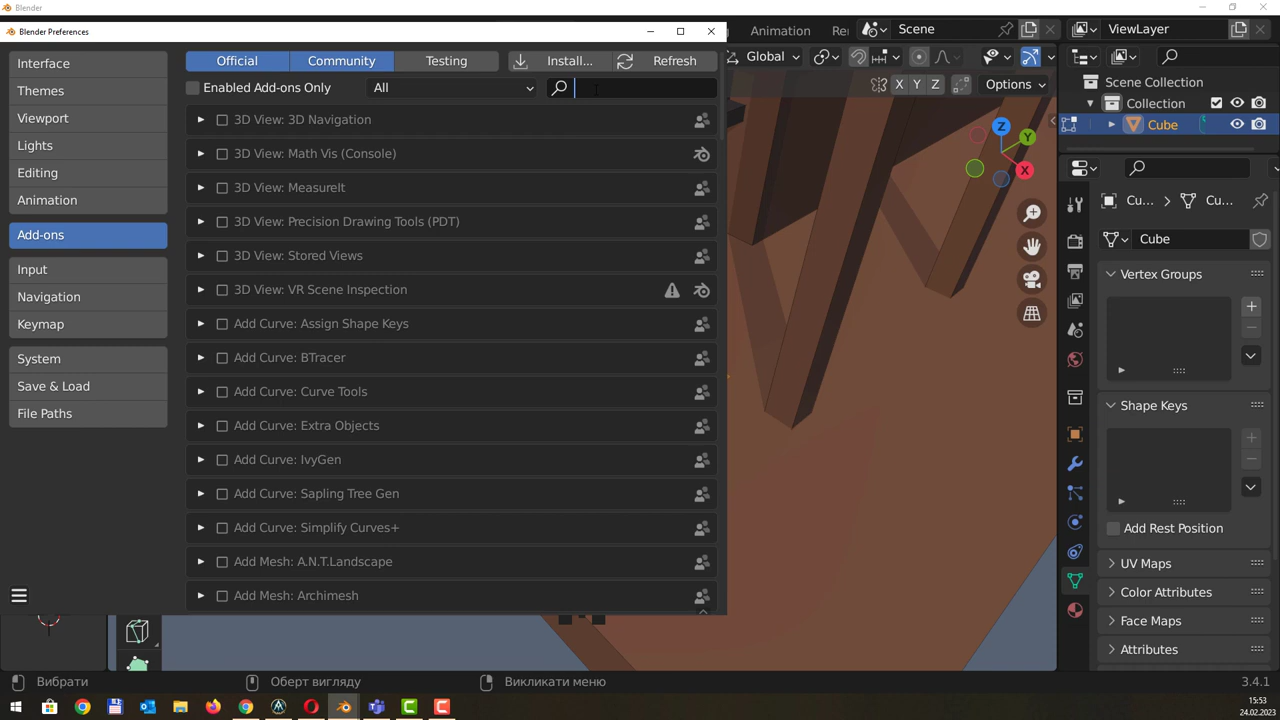 Blender
Blender Preferences
Animation
Re
Scene
ViewLayer
Interface
Themes
Viewport
Lights
Editing
Animation
Add-ons
Input
Navigation
Keymap
System
Save & Load
File Paths
Official
Community
Testing
Install...
Refresh
Enabled Add-ons Only
All
3D View: 3D Navigation
3D View: Math Vis (Console)
3D View: MeasureIt
3D View: Precision Drawing Tools (PDT)
3D View: Stored Views
3D View: VR Scene Inspection
Add Curve: Assign Shape Keys
Add Curve: BTracer
Add Curve: Curve Tools
Add Curve: Extra Objects
Add Curve: IvyGen
Add Curve: Sapling Tree Gen
Add Curve: Simplify Curves+
Add Mesh: A.N.T.Landscape
Add Mesh: Archimesh
Global
X Y Z
Options
Z
Y
X
Scene Collection
Collection
Cube
Cu...
Cu...
Cube
Vertex Groups
Shape Keys
Add Rest Position
UV Maps
Color Attributes
Face Maps
Attributes
Вибрати
Оберт вигляду
Викликати меню
3.4.1
15:53
24.02.2023